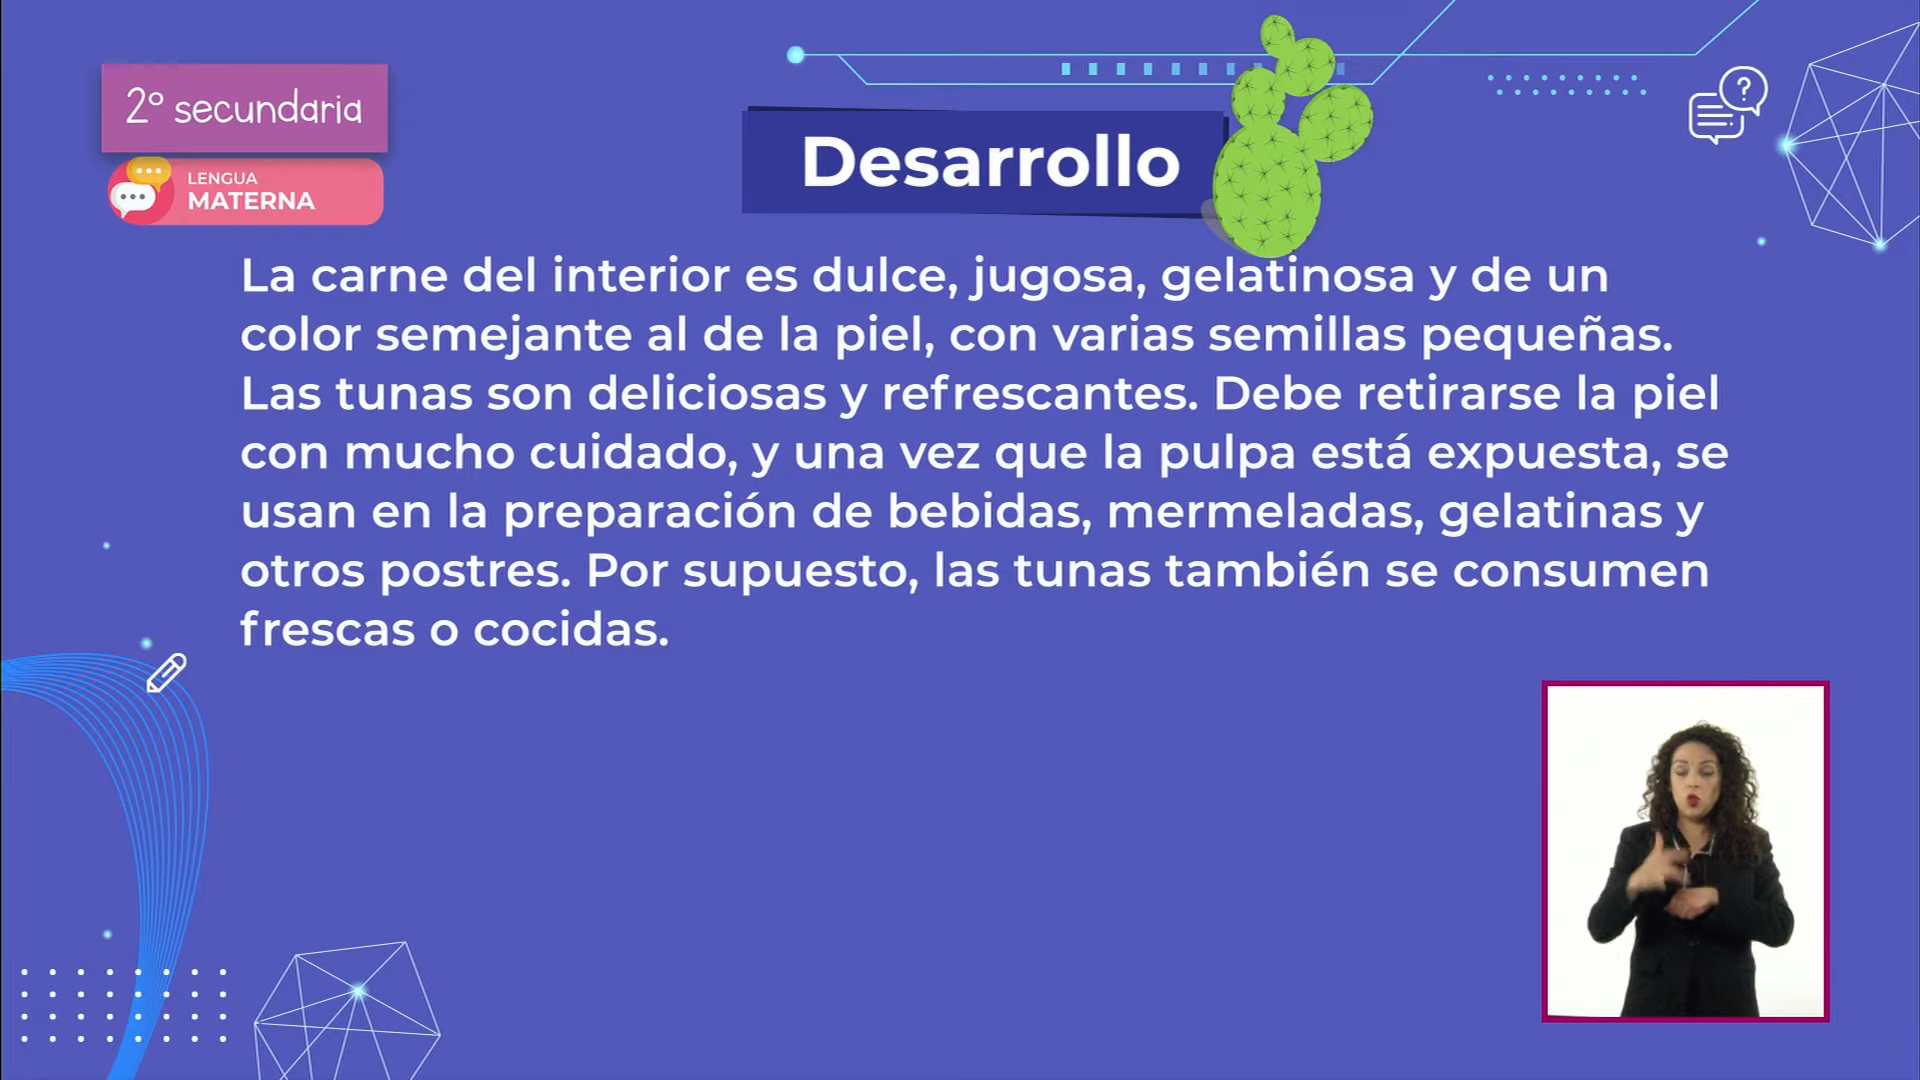 2° secundaria
LENGUA
MATERNA
Desarrollo
?
La carne del interior es dulce, jugosa, gelatinosa y de un
color semejante al de la piel, con varias semillas pequeñas.
Las tunas son deliciosas y refrescantes. Debe retirarse la piel
con mucho cuidado, y una vez que la pulpa está expuesta, se
usan en la preparación de bebidas, mermeladas, gelatinas y
otros postres. Por supuesto, las tunas también se consumen
frescas o cocidas.